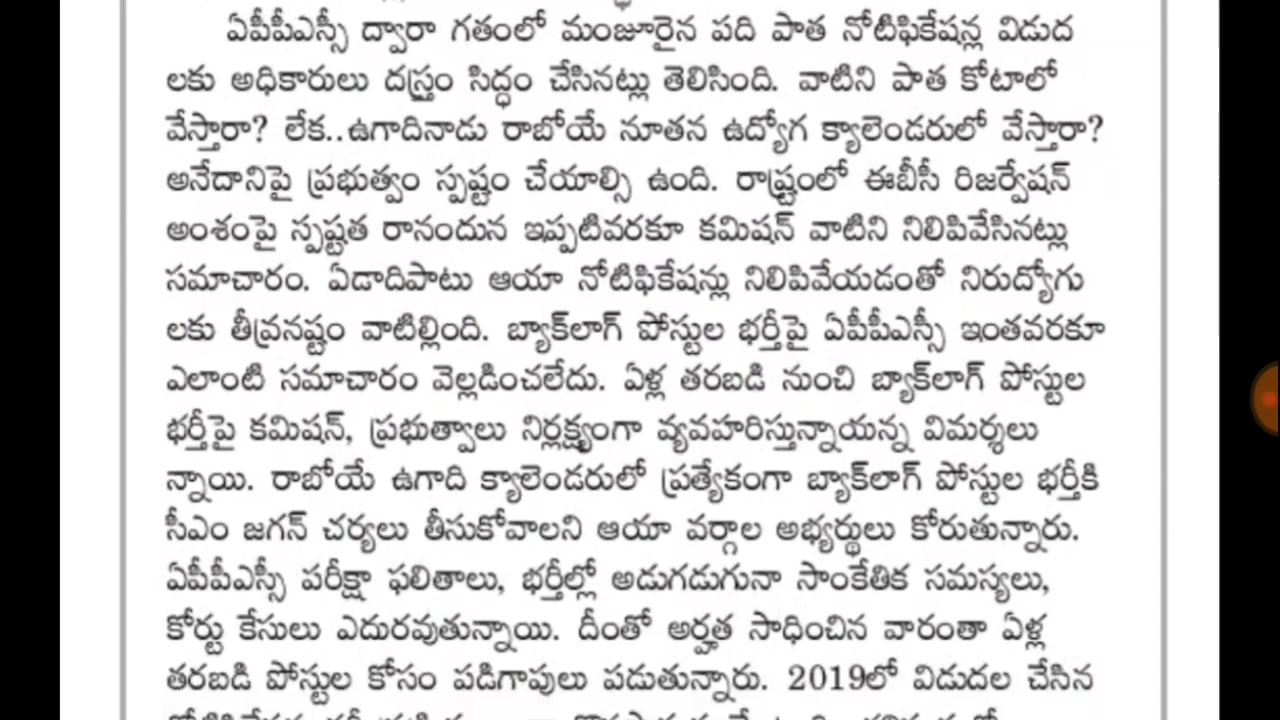 ఏపీపీఎస్సీ ద్వారా గతంలో మంజూరైన పది పాత నోటిఫికేషన్ల విడుద
లకు అధికారులు దస్త్రం సిద్ధం చేసినట్లు తెలిసింది. వాటిని పాత కోటాలో
వేస్తారా? లేక..ఉగాదినాడు రాబోయే నూతన ఉద్యోగ క్యాలెండరులో వేస్తారా?
అనేదానిపై ప్రభుత్వం స్పష్టం చేయాల్సి ఉంది. రాష్ట్రంలో ఈబీసీ రిజర్వేషన్
అంశంపై స్పష్టత రానందున ఇప్పటివరకూ కమిషన్ వాటిని నిలిపివేసినట్లు
సమాచారం. ఏడాదిపాటు ఆయా నోటిఫికేషన్లు నిలిపివేయడంతో నిరుద్యోగు
లకు తీవ్రనష్టం వాటిల్లింది. బ్యాక్‌లాగ్ పోస్టుల భర్తీపై ఏపీపీఎస్సీ ఇంతవరకూ
ఎలాంటి సమాచారం వెల్లడించలేదు. ఏళ్ల తరబడి నుంచి బ్యాక్‌లాగ్ పోస్టుల
భర్తీపై కమిషన్, ప్రభుత్వాలు నిర్లక్ష్యంగా వ్యవహరిస్తున్నాయన్న విమర్శలు
న్నాయి. రాబోయే ఉగాది క్యాలెండరులో ప్రత్యేకంగా బ్యాక్‌లాగ్ పోస్టుల భర్తీకి
సీఎం జగన్ చర్యలు తీసుకోవాలని ఆయా వర్గాల అభ్యర్థులు కోరుతున్నారు.
ఏపీపీఎస్సీ పరీక్షా ఫలితాలు, భర్తీల్లో అడుగడుగునా సాంకేతిక సమస్యలు,
కోర్టు కేసులు ఎదురవుతున్నాయి. దీంతో అర్హత సాధించిన వారంతా ఏళ్ల
తరబడి పోస్టుల కోసం పడిగాపులు పడుతున్నారు. 2019లో విడుదల చేసిన